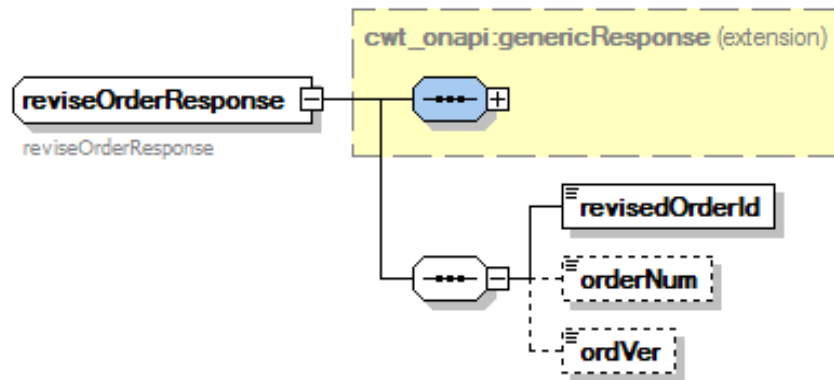 cwt_onapi:genericResponse (extension)
reviseOrderResponse
reviseOrderResponse
revisedOrderId
orderNum
ordVer